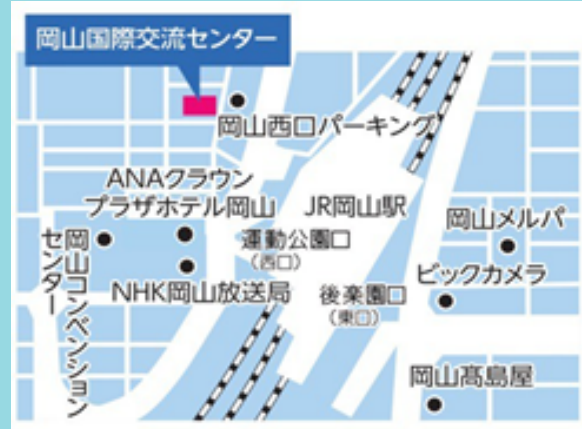 岡山国際交流センター
岡山西口パーキング
ANAクラウン
プラザホテル岡山
JR岡山駅
岡山メルパ
運動公園口
(西口)
岡山コンベンション
センター
ビックカメラ
NHK岡山放送局
後楽園口
(東口)
岡山髙島屋